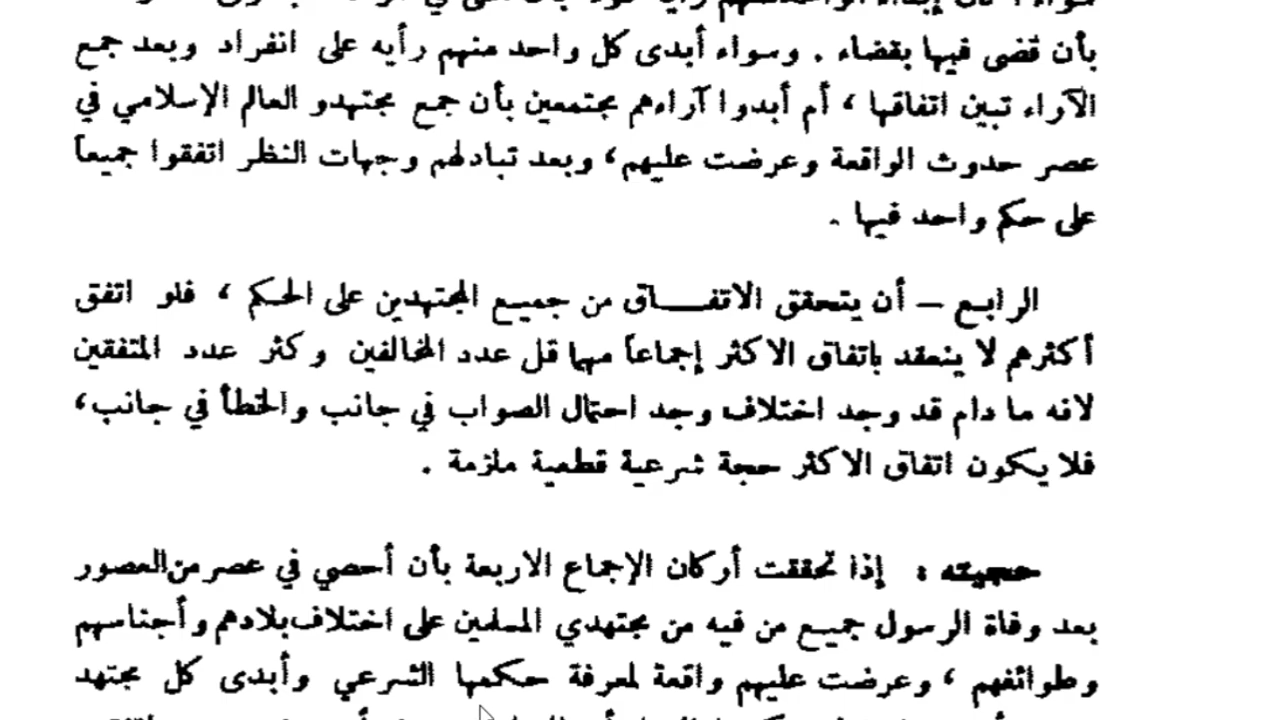 بأن قضى فيها بقضاء . وسواء أبدى كل واحد منهم رأيه على انفراد وبعد جمع
الآراء تبين اتفاقها ، أم أبدوا آراءهم مجتمعين بأن جمع مجتهدو العالم الإسلامي في
عصر حدوث الواقعة وعرضت عليهم، وبعد تبادلهم وجهات النظر اتفقوا جميعاً
على حكم واحد فيها .
الرابع – أن يتحقق الاتفـــاق من جميع المجتهدين على الحكم ، فلو اتفق
أكثرهم لا ينعقد باتفاق الاكثر إجماعاً مهما قل عدد المخالفين وكثر عدد المتفقين
لانه ما دام قد وجد اختلاف وجد احتمال الصواب في جانب والخطأ في جانب،
فلا يكون اتفاق الاكثر حجة شرعية قطعية ملزمة .
حجيته : إذا تحققت أركان الإجماع الاربعة بأن أحصي في عصر من العصور
بعد وفاة الرسول جميع من فيه من مجتهدي المسلمين على اختلاف بلادهم وأجناسهم
وطوائفهم ، وعرضت عليهم واقعة لمعرفة حكمها الشرعي وأبدى كل مجتهد